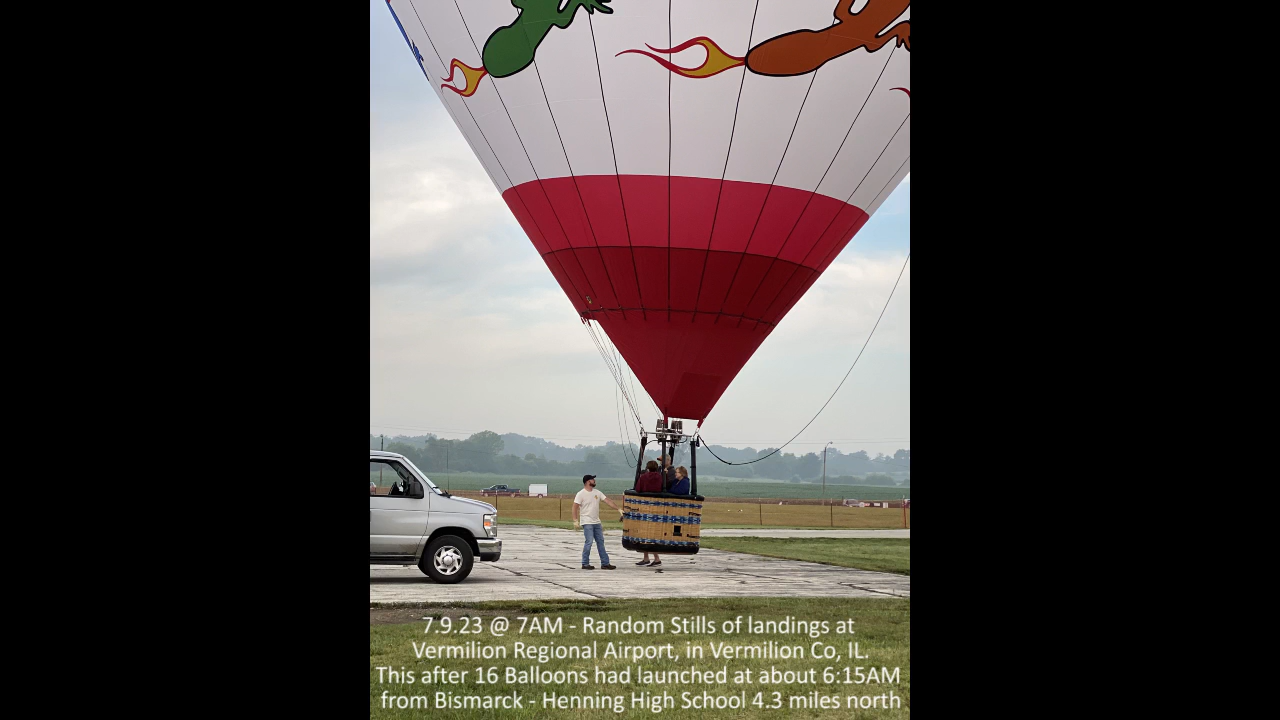 7.9.23 @ 7AM - Random Stills of landings at
Vermilion Regional Airport, in Vermilion Co, IL.
This after 16 Balloons had launched at about 6:15AM
from Bismarck - Henning High School 4.3 miles north